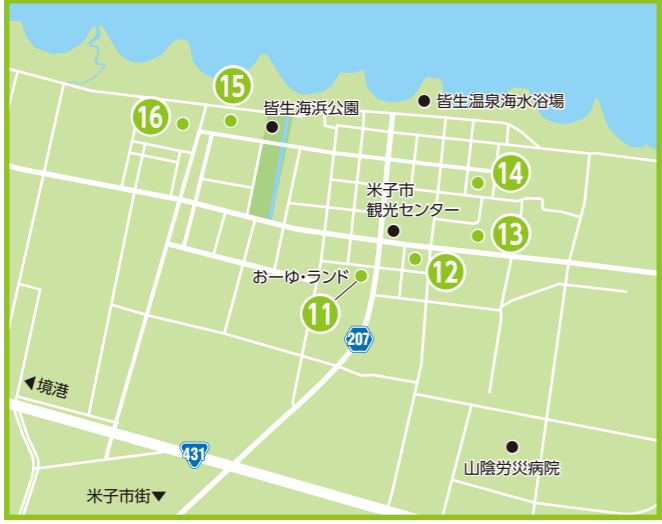 15
16
皆生海浜公園
皆生温泉海水浴場
14
米子市
観光センター
13
12
おーゆ・ランド
11
207
◀境港
431
山陰労災病院
米子市街▼